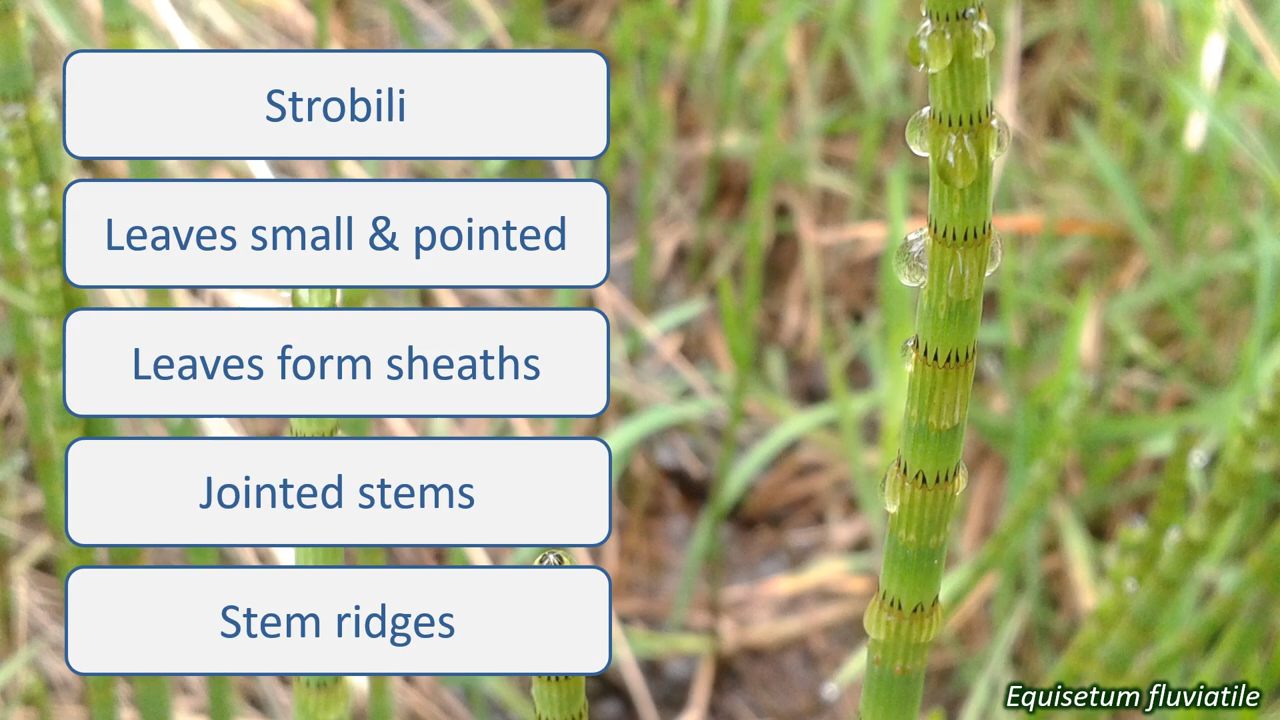 Strobili
Leaves small & pointed
Leaves form sheaths
Jointed stems
Stem ridges
Equisetum fluviatile